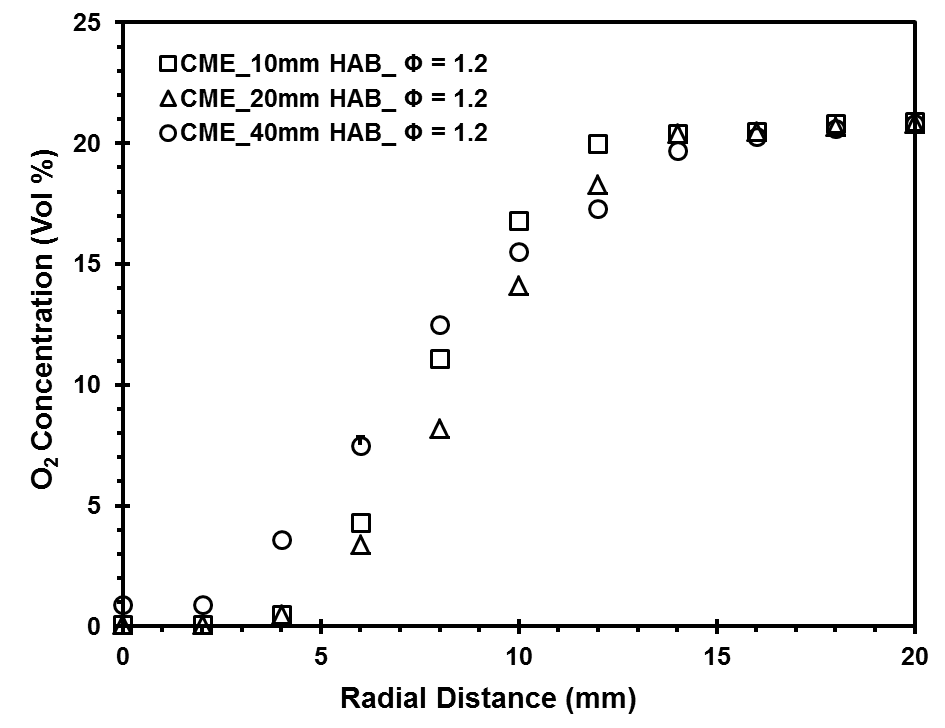 25
20
15
10
5
0
O₂ Concentration (Vol %)
CME_10mm HAB_ Φ = 1.2
CME_20mm HAB_ Φ = 1.2
CME_40mm HAB_ Φ = 1.2
0 5 10 15 20
Radial Distance (mm)